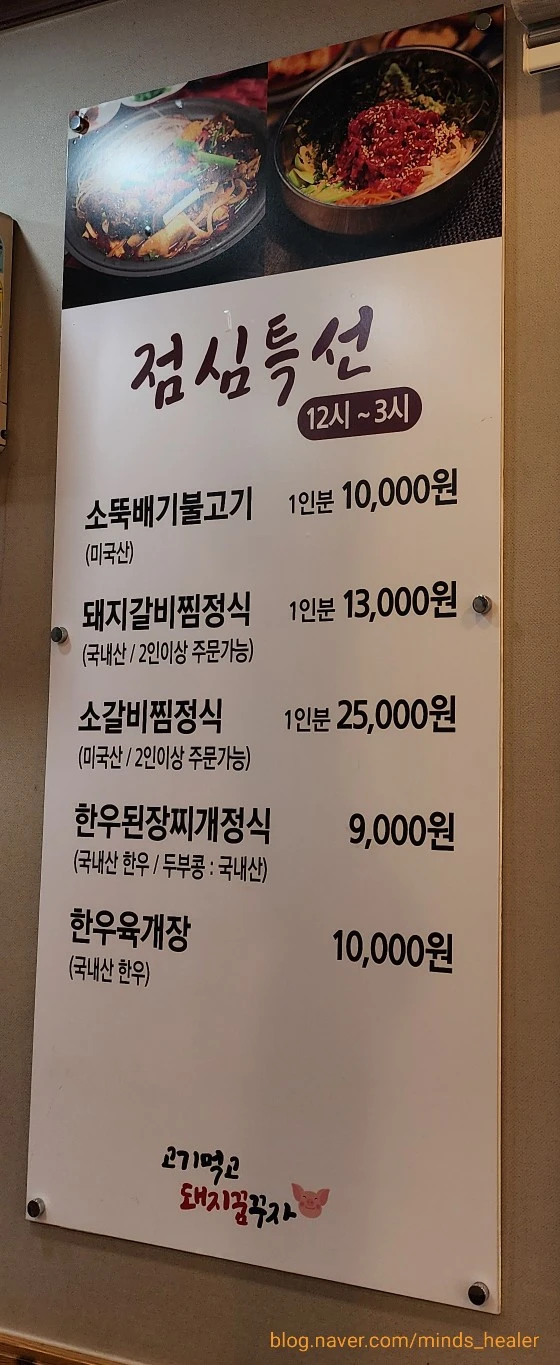 점심특선
12시 ~ 3시
소뚝배기불고기 1인분 10,000원
(미국산)
돼지갈비찜정식 1인분 13,000원
(국내산 / 2인이상 주문가능)
소갈비찜정식 1인분 25,000원
(미국산 / 2인이상 주문가능)
한우된장찌개정식 9,000원
(국내산 한우 / 두부콩 : 국내산)
한우육개장 10,000원
(국내산 한우)
고기먹고
돼지꿈꾸자
blog.naver.com/minds_healer